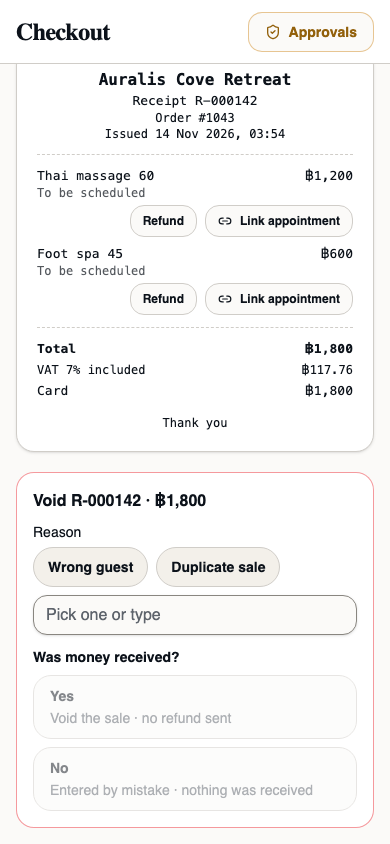 Checkout
Approvals
Auralis Cove Retreat
Receipt R-000142
Order #1043
Issued 14 Nov 2026, 03:54
Thai massage 60 ฿1,200
To be scheduled
Refund Link appointment
Foot spa 45 ฿600
To be scheduled
Refund Link appointment
Total ฿1,800
VAT 7% included ฿117.76
Card ฿1,800
Thank you
Void R-000142 · ฿1,800
Reason
Wrong guest Duplicate sale
Pick one or type
Was money received?
Yes
Void the sale · no refund sent
No
Entered by mistake · nothing was received